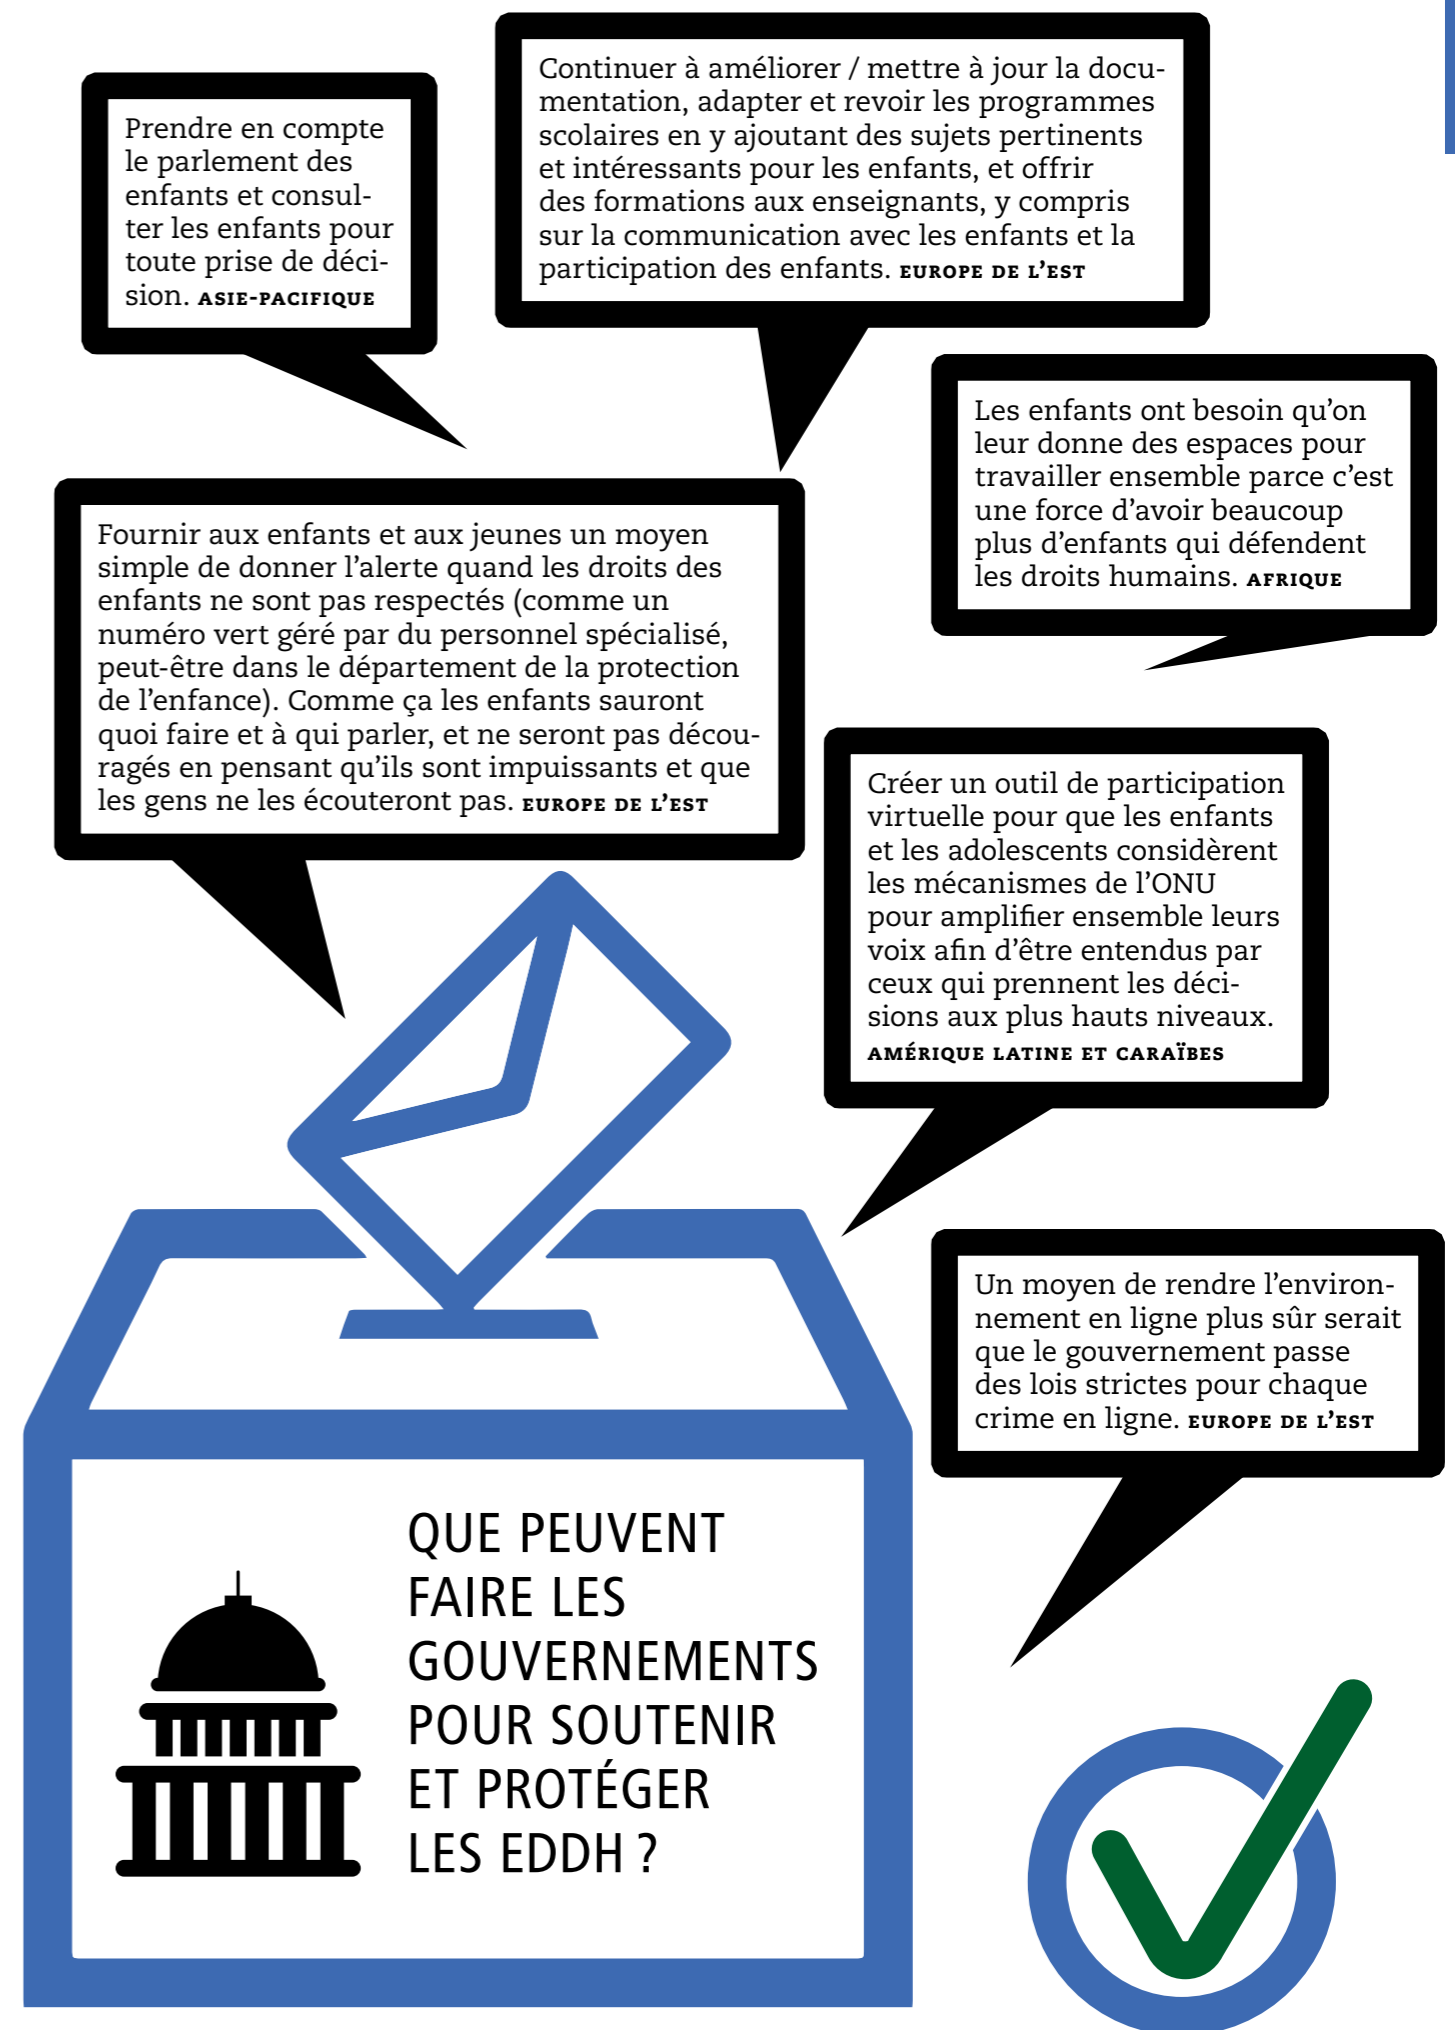 Prendre en compte
le parlement des
enfants et consul-
ter les enfants pour
toute prise de déci-
sion. ASIE-PACIFIQUE
Continuer à améliorer / mettre à jour la docu-
mentation, adapter et revoir les programmes
scolaires en y ajoutant des sujets pertinents
et intéressants pour les enfants, et offrir
des formations aux enseignants, y compris
sur la communication avec les enfants et la
participation des enfants. EUROPE DE L’EST
Les enfants ont besoin qu’on
leur donne des espaces pour
travailler ensemble parce c’est
une force d’avoir beaucoup
plus d’enfants qui défendent
les droits humains. AFRIQUE
Fournir aux enfants et aux jeunes un moyen
simple de donner l’alerte quand les droits des
enfants ne sont pas respectés (comme un
numéro vert géré par du personnel spécialisé,
peut-être dans le département de la protection
de l’enfance). Comme ça les enfants sauront
quoi faire et à qui parler, et ne seront pas décou-
ragés en pensant qu’ils sont impuissants et que
les gens ne les écouteront pas. EUROPE DE L’EST
Créer un outil de participation
virtuelle pour que les enfants
et les adolescents considèrent
les mécanismes de l’ONU
pour amplifier ensemble leurs
voix afin d’être entendus par
ceux qui prennent les déci-
sions aux plus hauts niveaux.
AMÉRIQUE LATINE ET CARAÏBES
Un moyen de rendre l’environ-
nement en ligne plus sûr serait
que le gouvernement passe
des lois strictes pour chaque
crime en ligne. EUROPE DE L’EST
QUE PEUVENT
FAIRE LES
GOUVERNEMENTS
POUR SOUTENIR
ET PROTÉGER
LES EDDH ?